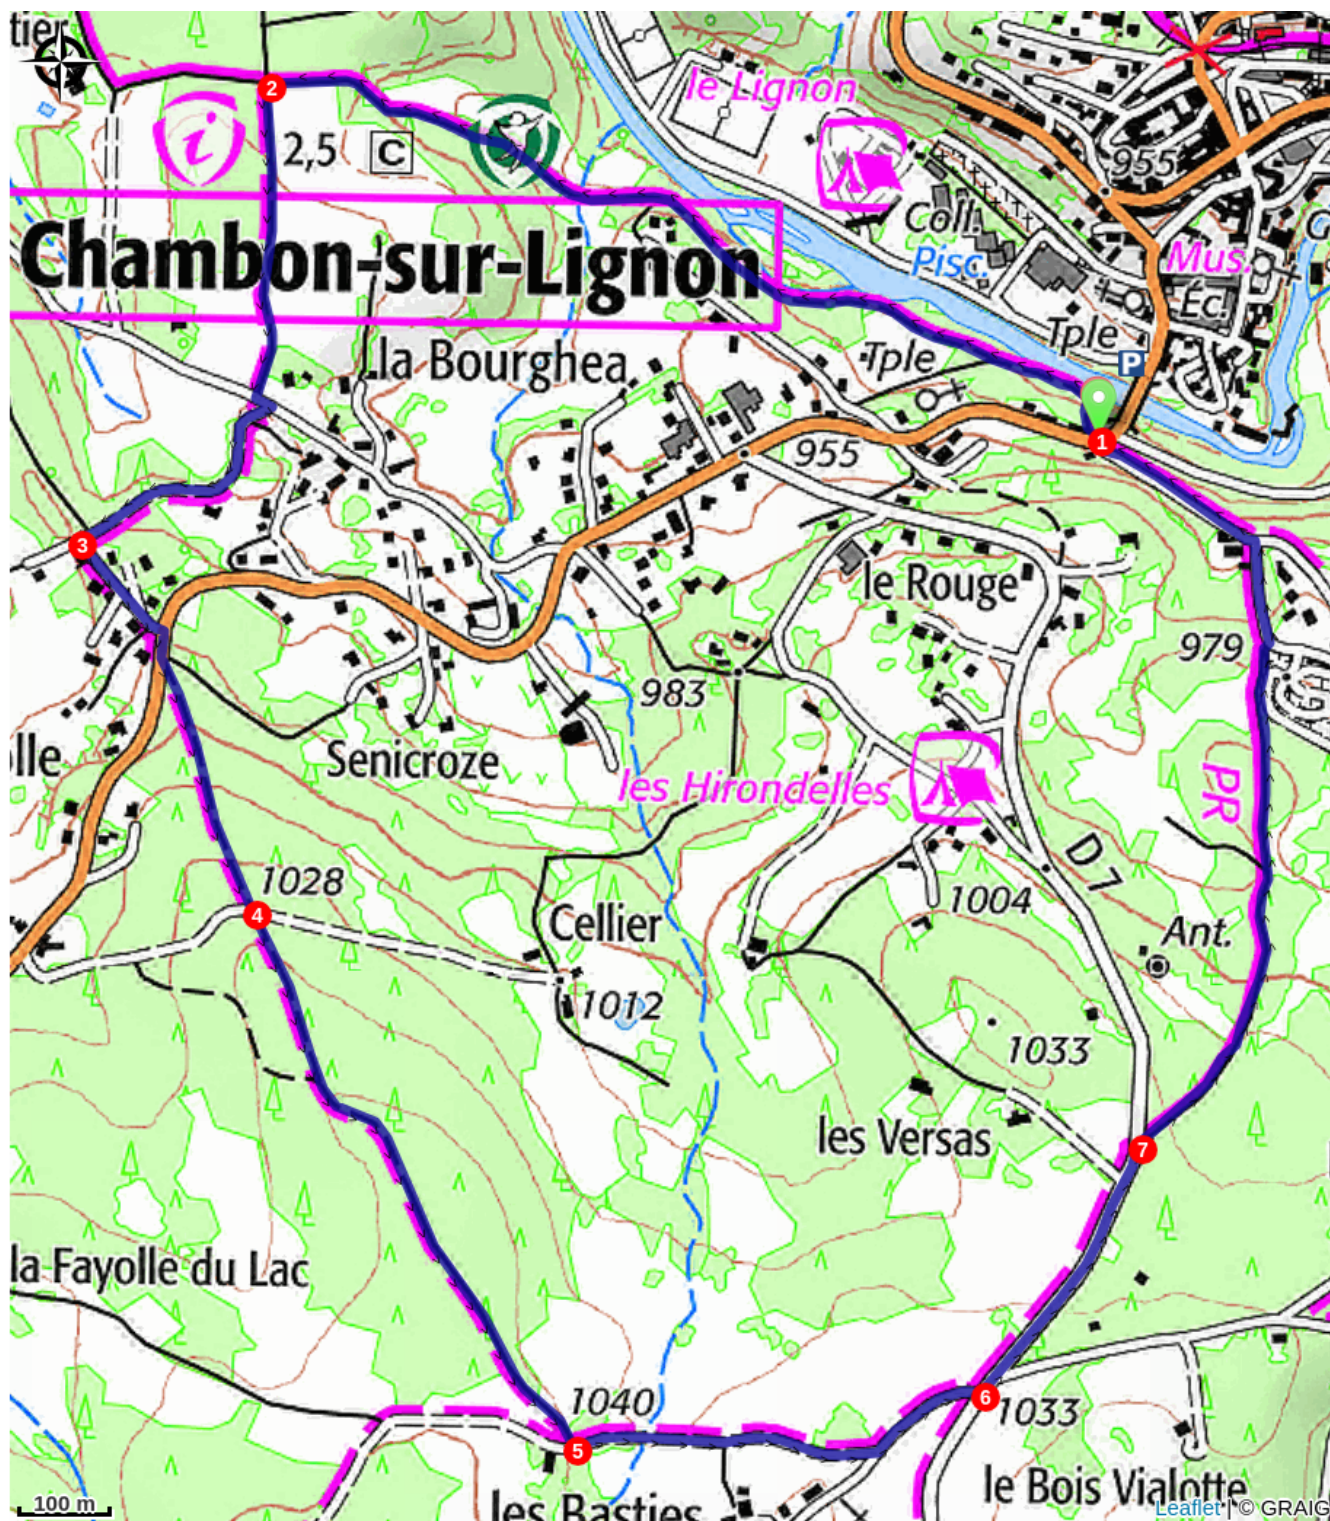 tier
le Lignon
2
2,5 C
955
Coll.
Pisc.
Mus.
Éc.
Chambon-sur-Lignon
Tple
P
la Bourghea
Tple
1
955
3
le Rouge
979
983
olle
Senicroze
les Hirondelles
PR
D 7
1028
4
1004
Cellier
Ant.
1012
1033
les Versas
7
la Fayolle du Lac
1040
6
1033
5
le Bois Vialotte
100 m
les Basties
Leaflet | © GRAIG